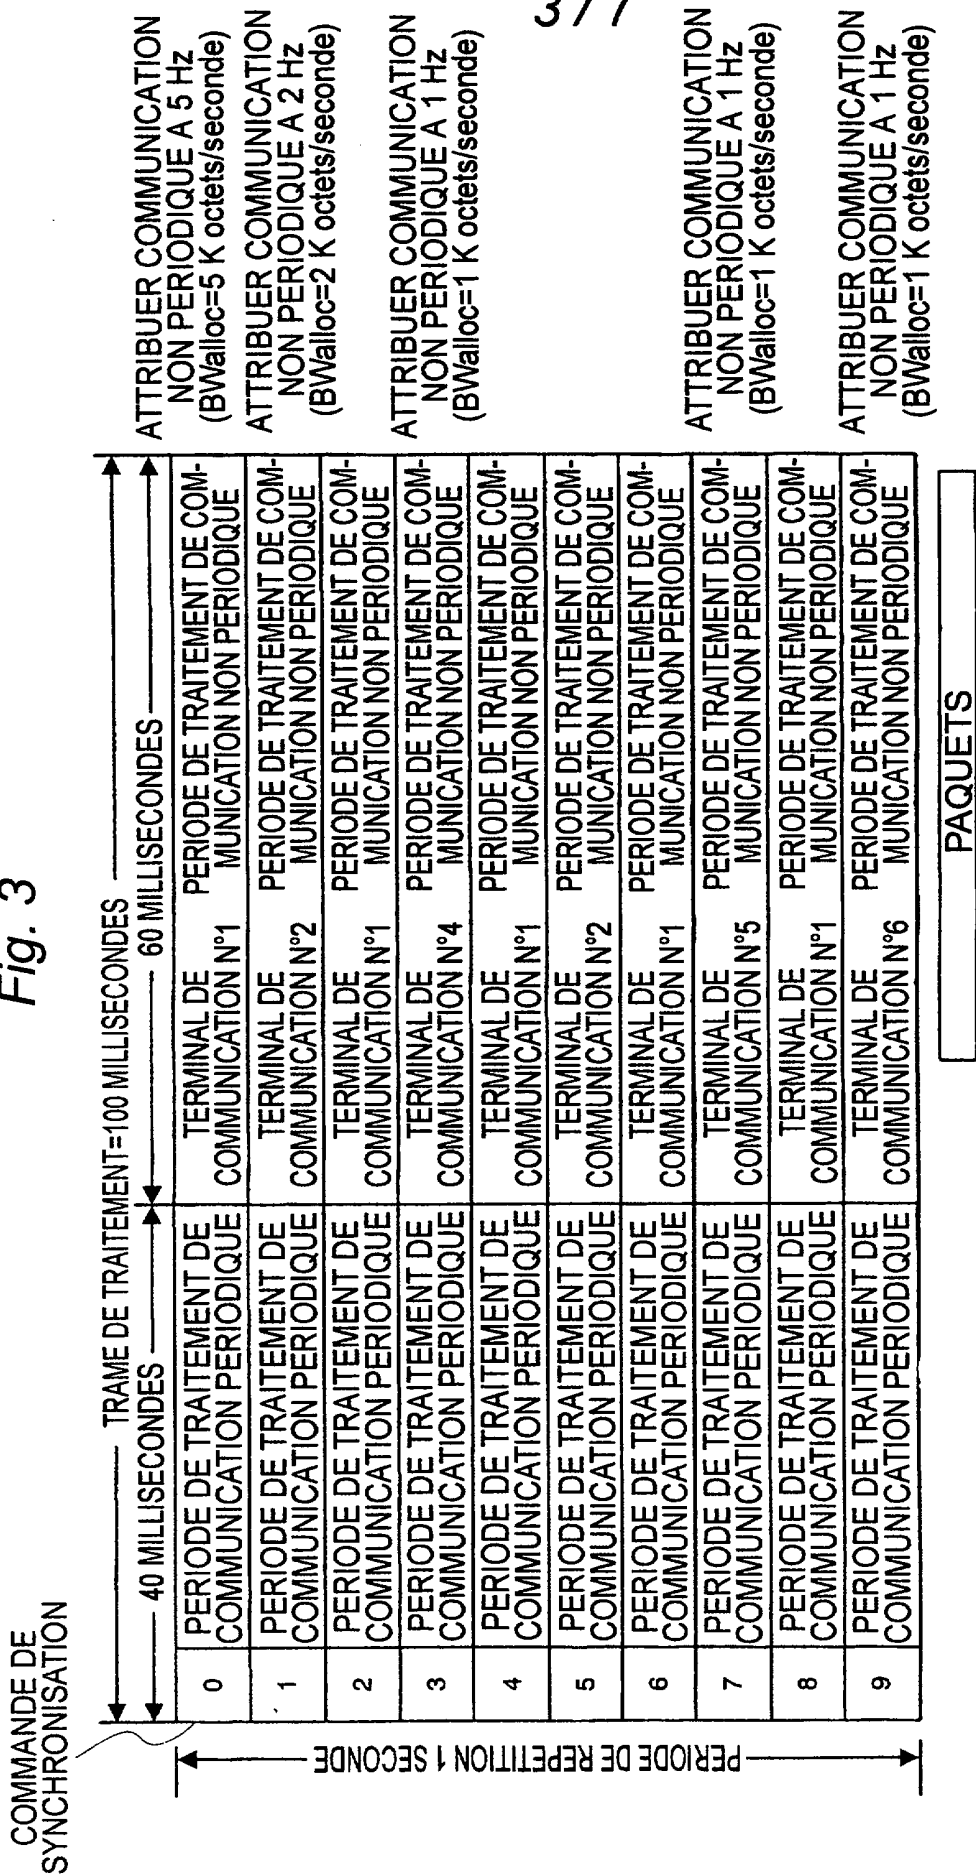 3/7
Fig. 3
COMMANDE DE
SYNCHRONISATION
TRAME DE TRAITEMENT=100 MILLISECONDES
40 MILLISECONDES
60 MILLISECONDES
PERIODE DE REPETITION 1 SECONDE
0
PERIODE DE TRAITEMENT DE
COMMUNICATION PERIODIQUE
TERMINAL DE
COMMUNICATION N°1
PERIODE DE TRAITEMENT DE COM-
MUNICATION NON PERIODIQUE
ATTRIBUER COMMUNICATION
NON PERIODIQUE A 5 Hz
(BWalloc=5 K octets/seconde)
1
PERIODE DE TRAITEMENT DE
COMMUNICATION PERIODIQUE
TERMINAL DE
COMMUNICATION N°2
PERIODE DE TRAITEMENT DE COM-
MUNICATION NON PERIODIQUE
ATTRIBUER COMMUNICATION
NON PERIODIQUE A 2 Hz
(BWalloc=2 K octets/seconde)
2
PERIODE DE TRAITEMENT DE
COMMUNICATION PERIODIQUE
TERMINAL DE
COMMUNICATION N°1
PERIODE DE TRAITEMENT DE COM-
MUNICATION NON PERIODIQUE
3
PERIODE DE TRAITEMENT DE
COMMUNICATION PERIODIQUE
TERMINAL DE
COMMUNICATION N°4
PERIODE DE TRAITEMENT DE COM-
MUNICATION NON PERIODIQUE
ATTRIBUER COMMUNICATION
NON PERIODIQUE A 1 Hz
(BWalloc=1 K octets/seconde)
4
PERIODE DE TRAITEMENT DE
COMMUNICATION PERIODIQUE
TERMINAL DE
COMMUNICATION N°1
PERIODE DE TRAITEMENT DE COM-
MUNICATION NON PERIODIQUE
5
PERIODE DE TRAITEMENT DE
COMMUNICATION PERIODIQUE
TERMINAL DE
COMMUNICATION N°2
PERIODE DE TRAITEMENT DE COM-
MUNICATION NON PERIODIQUE
6
PERIODE DE TRAITEMENT DE
COMMUNICATION PERIODIQUE
TERMINAL DE
COMMUNICATION N°1
PERIODE DE TRAITEMENT DE COM-
MUNICATION NON PERIODIQUE
7
PERIODE DE TRAITEMENT DE
COMMUNICATION PERIODIQUE
TERMINAL DE
COMMUNICATION N°5
PERIODE DE TRAITEMENT DE COM-
MUNICATION NON PERIODIQUE
ATTRIBUER COMMUNICATION
NON PERIODIQUE A 1 Hz
(BWalloc=1 K octets/seconde)
8
PERIODE DE TRAITEMENT DE
COMMUNICATION PERIODIQUE
TERMINAL DE
COMMUNICATION N°1
PERIODE DE TRAITEMENT DE COM-
MUNICATION NON PERIODIQUE
9
PERIODE DE TRAITEMENT DE
COMMUNICATION PERIODIQUE
TERMINAL DE
COMMUNICATION N°6
PERIODE DE TRAITEMENT DE COM-
MUNICATION NON PERIODIQUE
ATTRIBUER COMMUNICATION
NON PERIODIQUE A 1 Hz
(BWalloc=1 K octets/seconde)
PAQUETS